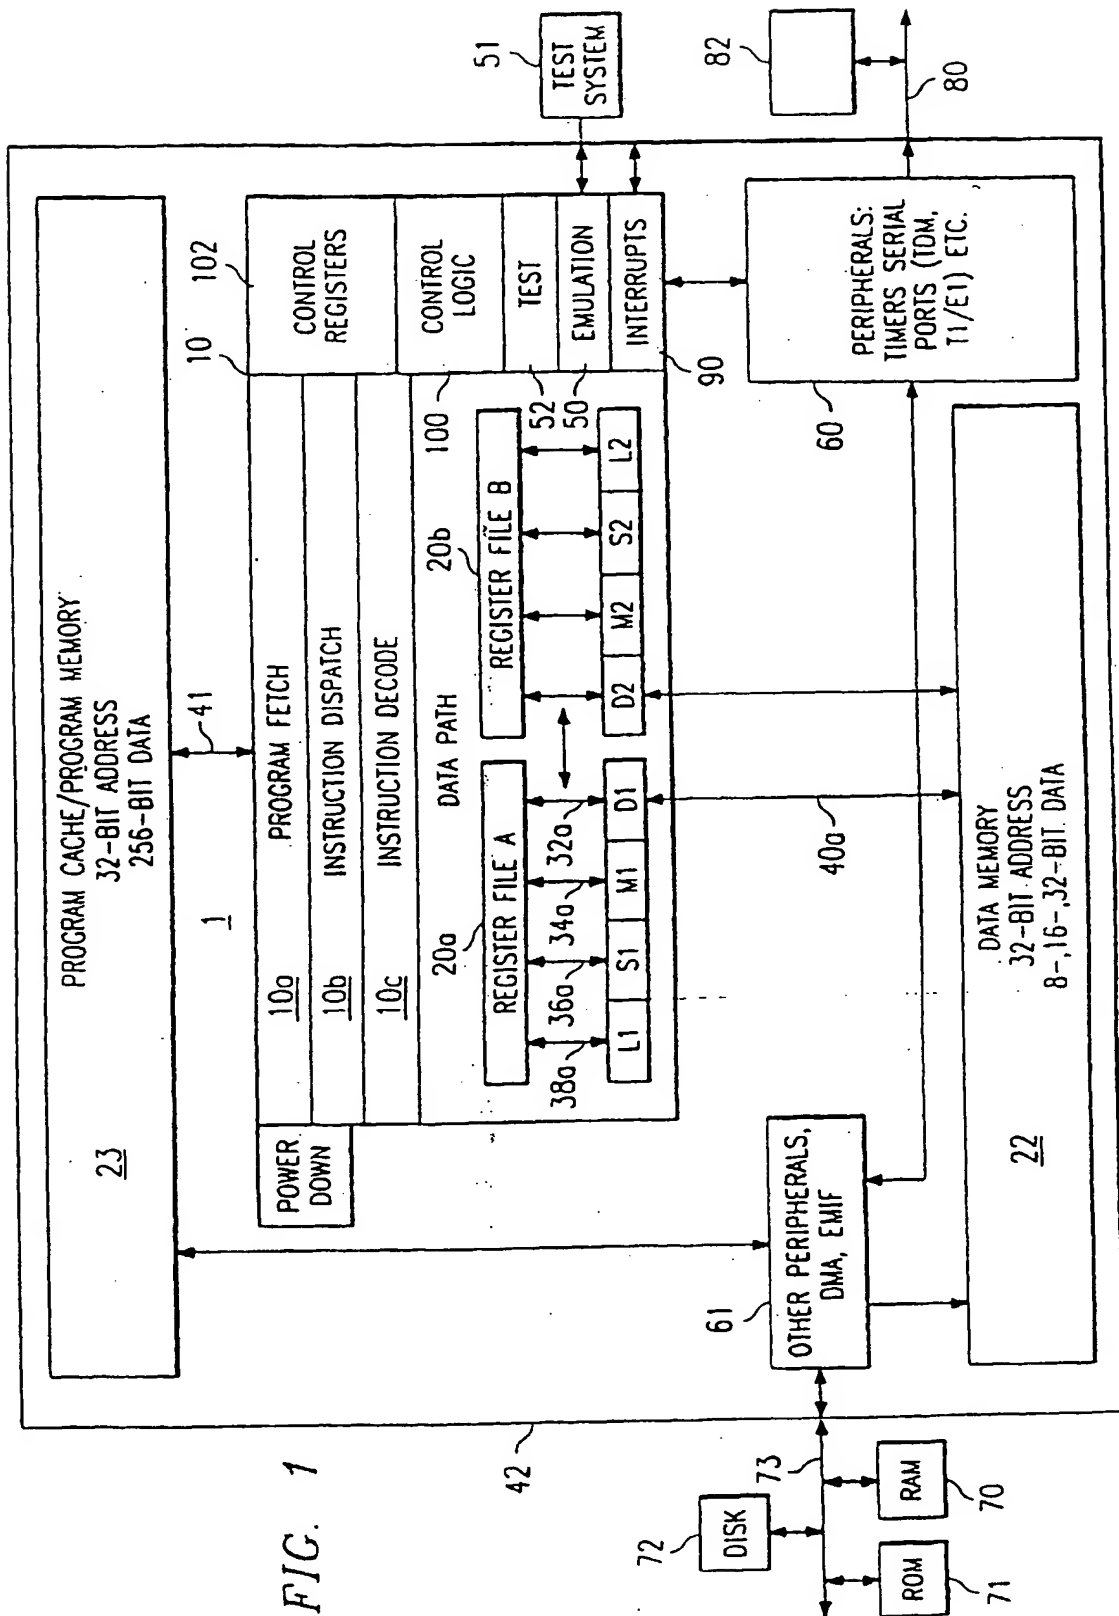 FIG. 1
PROGRAM CACHE/PROGRAM MEMORY
32-BIT ADDRESS
256-BIT DATA
23
1
41
10
102
POWER
DOWN
10a
PROGRAM FETCH
10b
INSTRUCTION DISPATCH
10c
INSTRUCTION DECODE
CONTROL
REGISTERS
CONTROL
LOGIC
TEST
EMULATION
INTERRUPTS
100
52
50
90
51
TEST
SYSTEM
DATA PATH
20a
REGISTER FILE A
20b
REGISTER FILE B
38a
36a
34a
32a
L1
S1
M1
D1
D2
M2
S2
L2
40a
61
OTHER PERIPHERALS,
DMA, EMIF
60
PERIPHERALS:
TIMERS SERIAL
PORTS (TDM,
T1/E1) ETC.
82
80
DATA MEMORY
32-BIT ADDRESS
8-,16-,32-BIT DATA
22
42
72
DISK
73
ROM
71
RAM
70